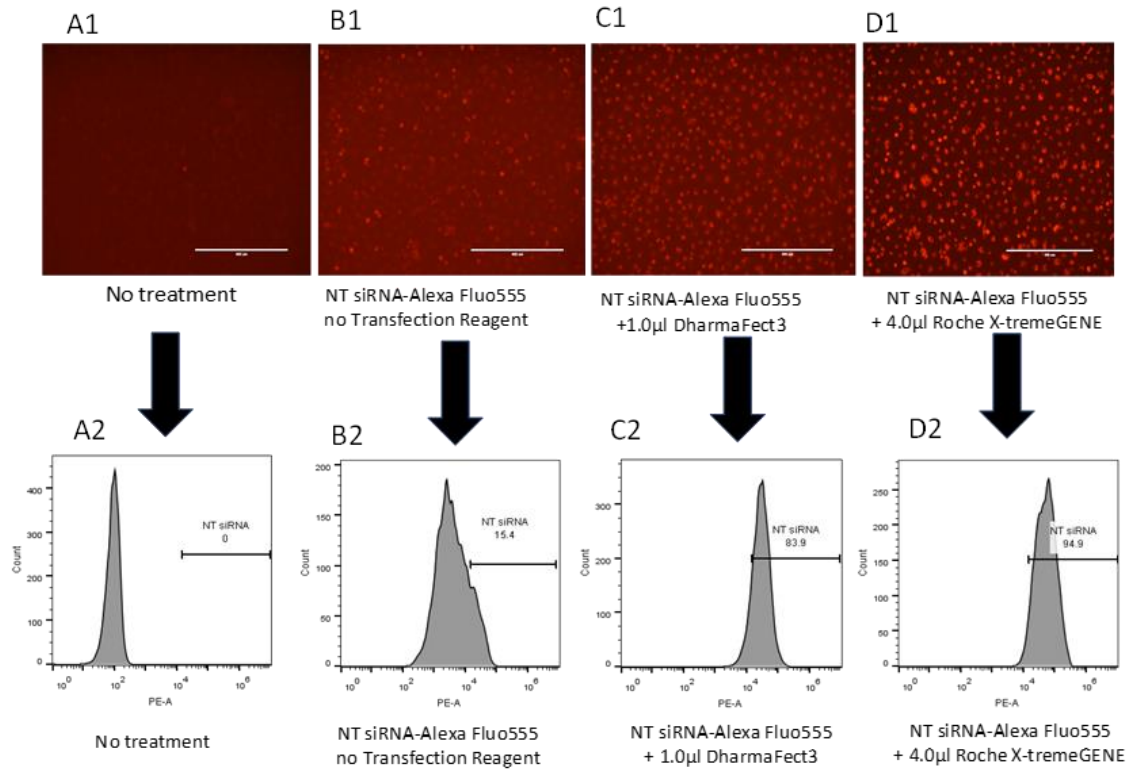 A1
B1
C1
D1
No treatment
NT siRNA-Alexa Fluo555
no Transfection Reagent
NT siRNA-Alexa Fluo555
+1.0µl DharmaFect3
NT siRNA-Alexa Fluo555
+ 4.0µl Roche X-tremeGENE
A2
B2
C2
D2
400
300
200
100
0
Count
NT siRNA
0
10^0
10^2
10^4
10^6
PE-A
200
150
100
50
0
Count
NT siRNA
15.4
10^0
10^2
10^4
10^6
PE-A
300
200
100
0
Count
NT siRNA
83.9
10^0
10^2
10^4
10^6
PE-A
250
200
150
100
50
0
Count
NT siRNA
94.9
10^0
10^2
10^4
10^6
PE-A
No treatment
NT siRNA-Alexa Fluo555
no Transfection Reagent
NT siRNA-Alexa Fluo555
+ 1.0µl DharmaFect3
NT siRNA-Alexa Fluo555
+ 4.0µl Roche X-tremeGENE